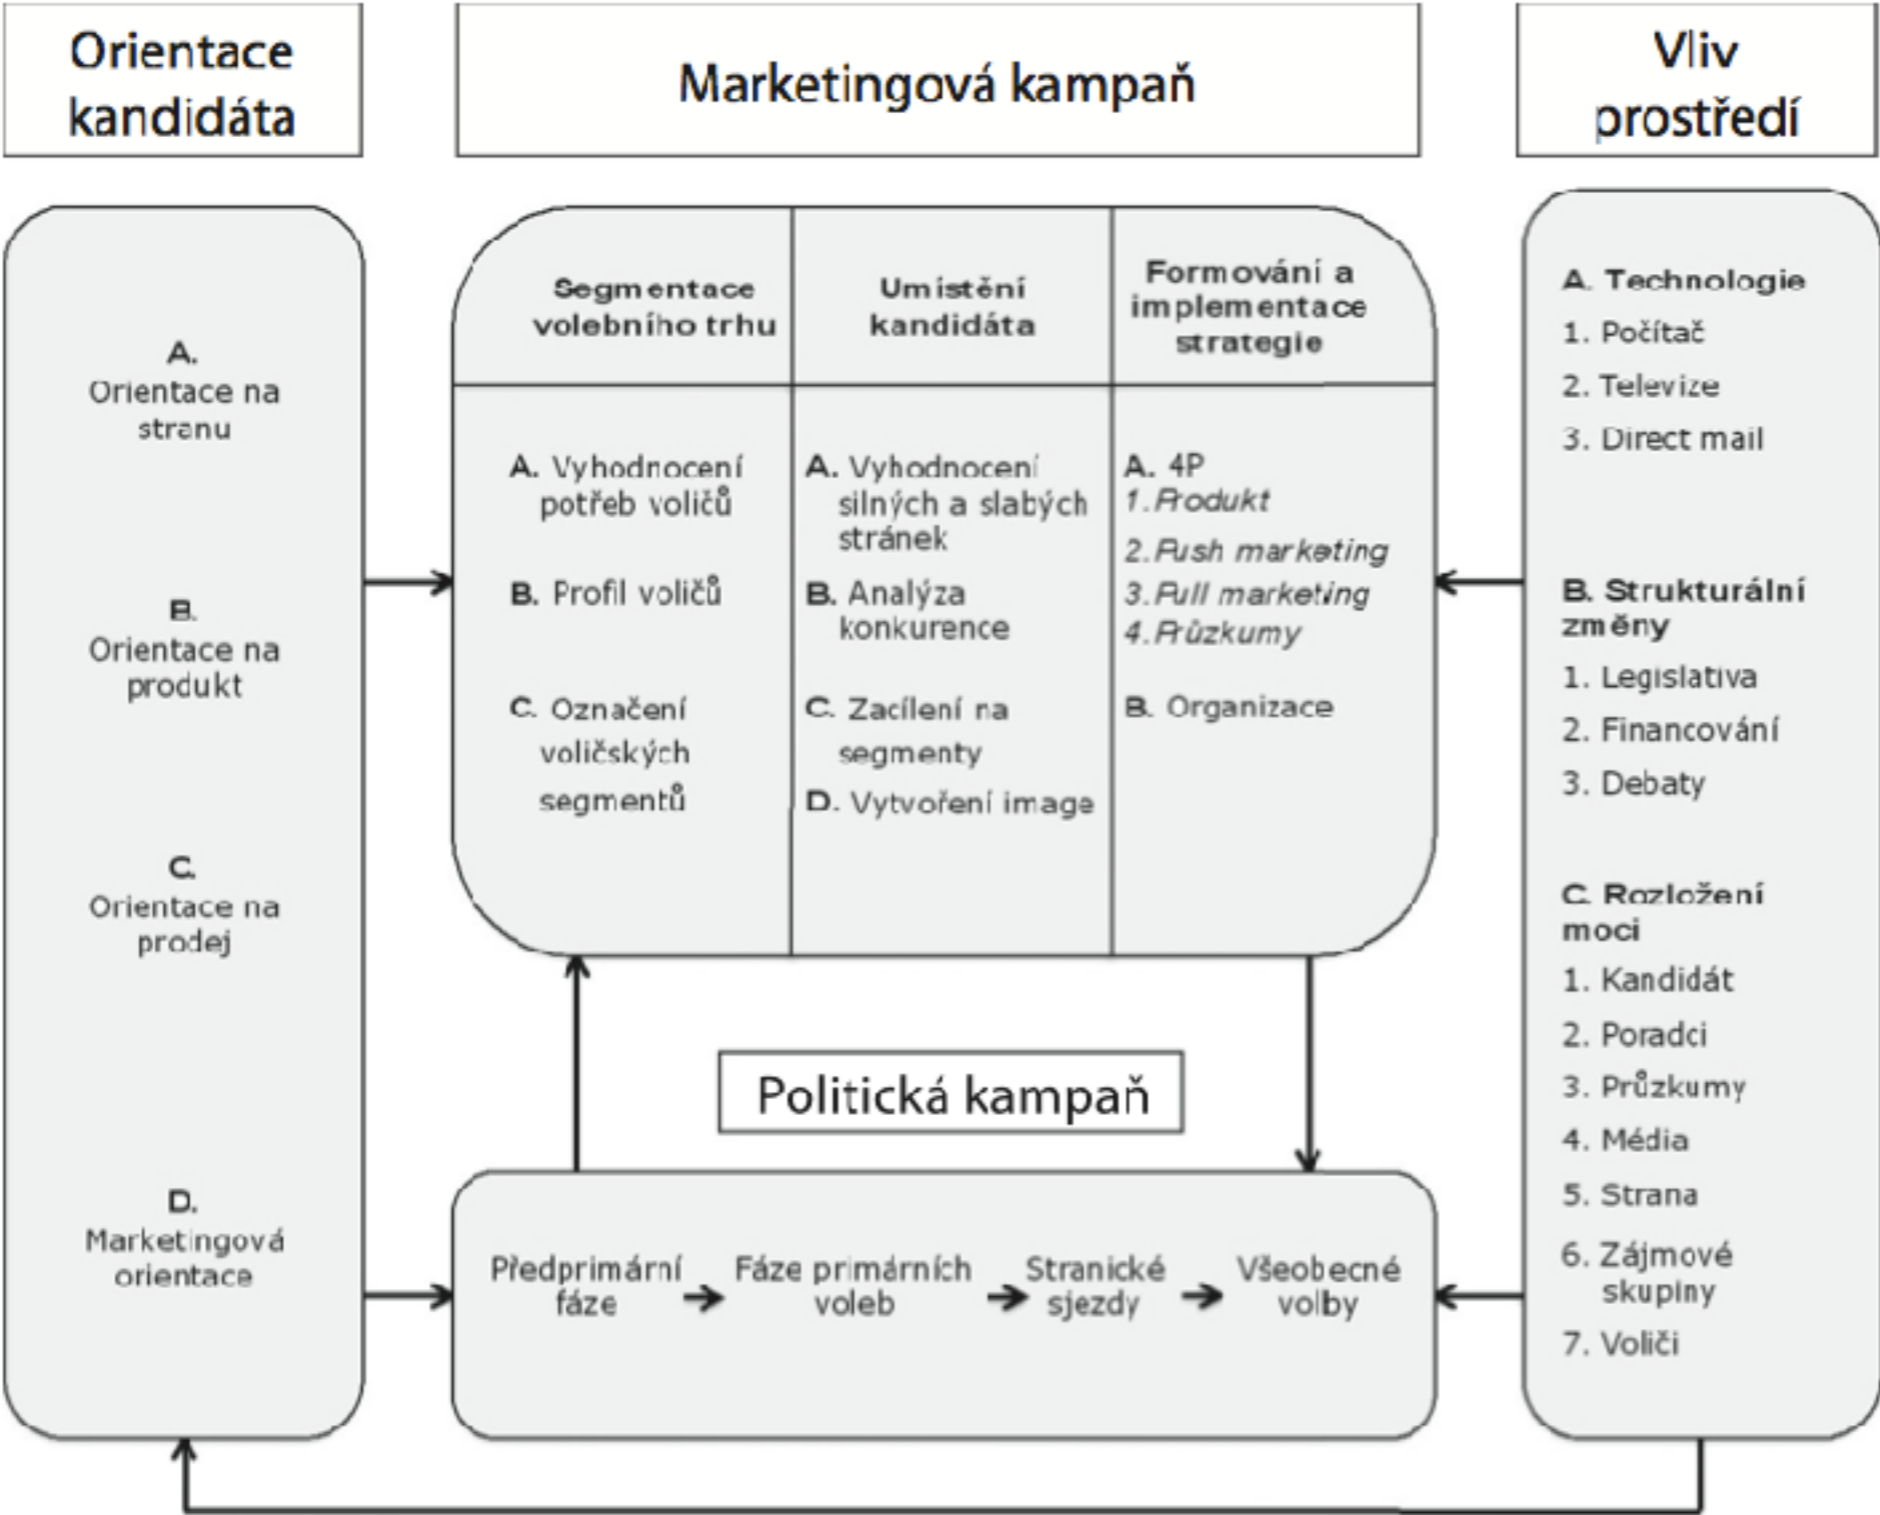 Orientace
kandidáta
Marketingová kampaň
Vliv
prostředí
A.
Orientace na
stranu
B.
Orientace na
produkt
C.
Orientace na
prodej
D.
Marketingová
orientace
Segmentace
volebního trhu
A. Vyhodnocení
potřeb voličů
B. Profil voličů
C. Označení
voličských
segmentů
Umístění
kandidáta
A. Vyhodnocení
silných a slabých
stránek
B. Analýza
konkurence
C. Zacílení na
segmenty
D. Vytvoření image
Formování a
implementace
strategie
A. 4P
1.Produkt
2.Push marketing
3.Pull marketing
4.Průzkumy
B. Organizace
Politická kampaň
Předprimární
fáze
Fáze primárních
voleb
Stranické
sjezdy
Všeobecné
volby
A. Technologie
1. Počítač
2. Televize
3. Direct mail
B. Strukturální
změny
1. Legislativa
2. Financování
3. Debaty
C. Rozložení
moci
1. Kandidát
2. Poradci
3. Průzkumy
4. Média
5. Strana
6. Zájmové
skupiny
7. Voliči